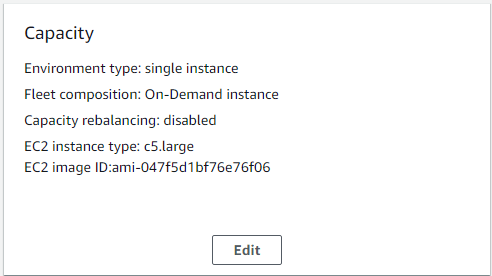 Capacity
Environment type: single instance
Fleet composition: On-Demand instance
Capacity rebalancing: disabled
EC2 instance type: c5.large
EC2 image ID:ami-047f5d1bf76e76f06
Edit